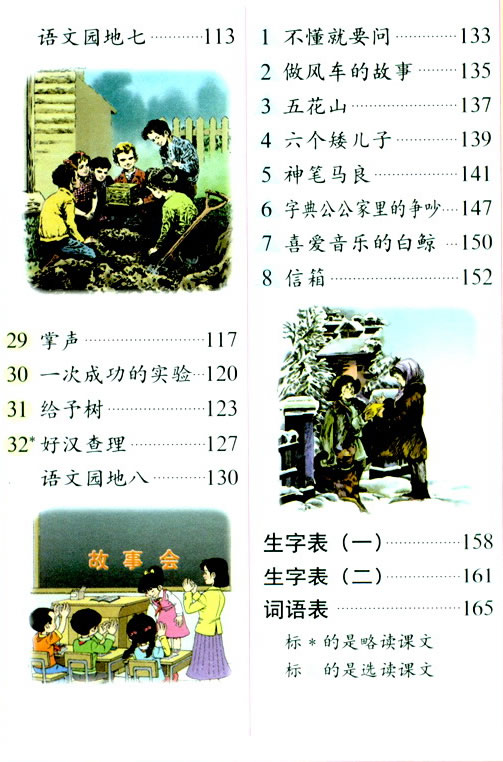 语文园地七…………113
29 掌声…………117
30 一次成功的实验…120
31 给予树…………123
32* 好汉查理…………127
语文园地八…………130
故事会
1 不懂就要问…………133
2 做风车的故事…………135
3 五花山…………137
4 六个矮儿子…………139
5 神笔马良…………141
6 字典公公家里的争吵…147
7 喜爱音乐的白鲸…150
8 信箱…………152
生字表（一）…………158
生字表（二）…………161
词语表…………165
标 * 的是略读课文
标 的是选读课文